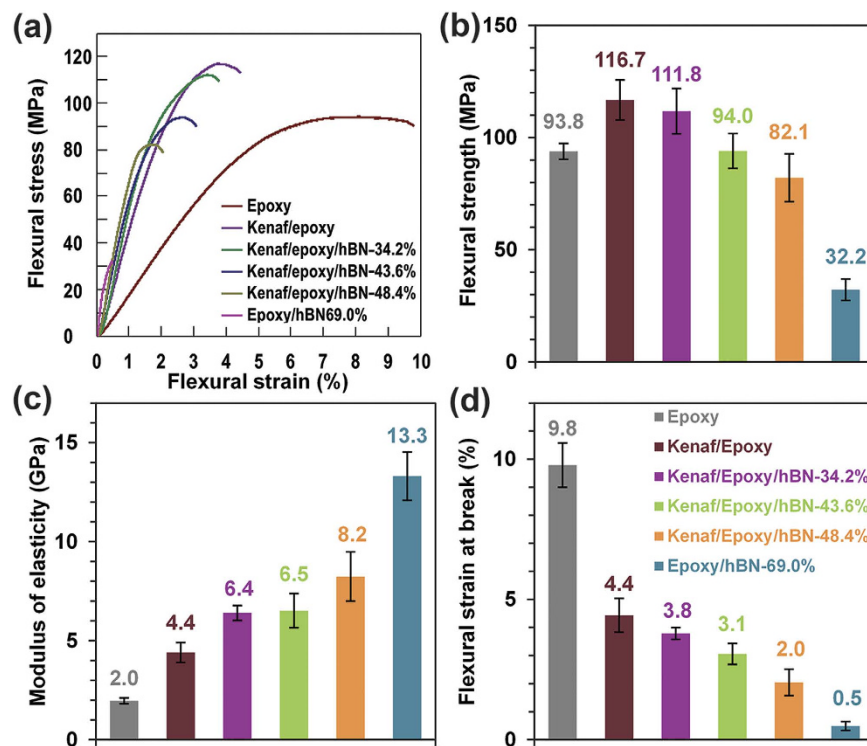 (a)
Flexural stress (MPa)
120
100
80
60
40
20
0
Epoxy
Kenaf/epoxy
Kenaf/epoxy/hBN-34.2%
Kenaf/epoxy/hBN-43.6%
Kenaf/epoxy/hBN-48.4%
Epoxy/hBN69.0%
0 1 2 3 4 5 6 7 8 9 10
Flexural strain (%)
(b)
Flexural strength (MPa)
150
100
50
0
93.8
116.7
111.8
94.0
82.1
32.2
(c)
Modulus of elasticity (GPa)
15
10
5
0
2.0
4.4
6.4
6.5
8.2
13.3
(d)
Flexural strain at break (%)
10
5
0
9.8
4.4
3.8
3.1
2.0
0.5
Epoxy
Kenaf/Epoxy
Kenaf/Epoxy/hBN-34.2%
Kenaf/Epoxy/hBN-43.6%
Kenaf/Epoxy/hBN-48.4%
Epoxy/hBN-69.0%